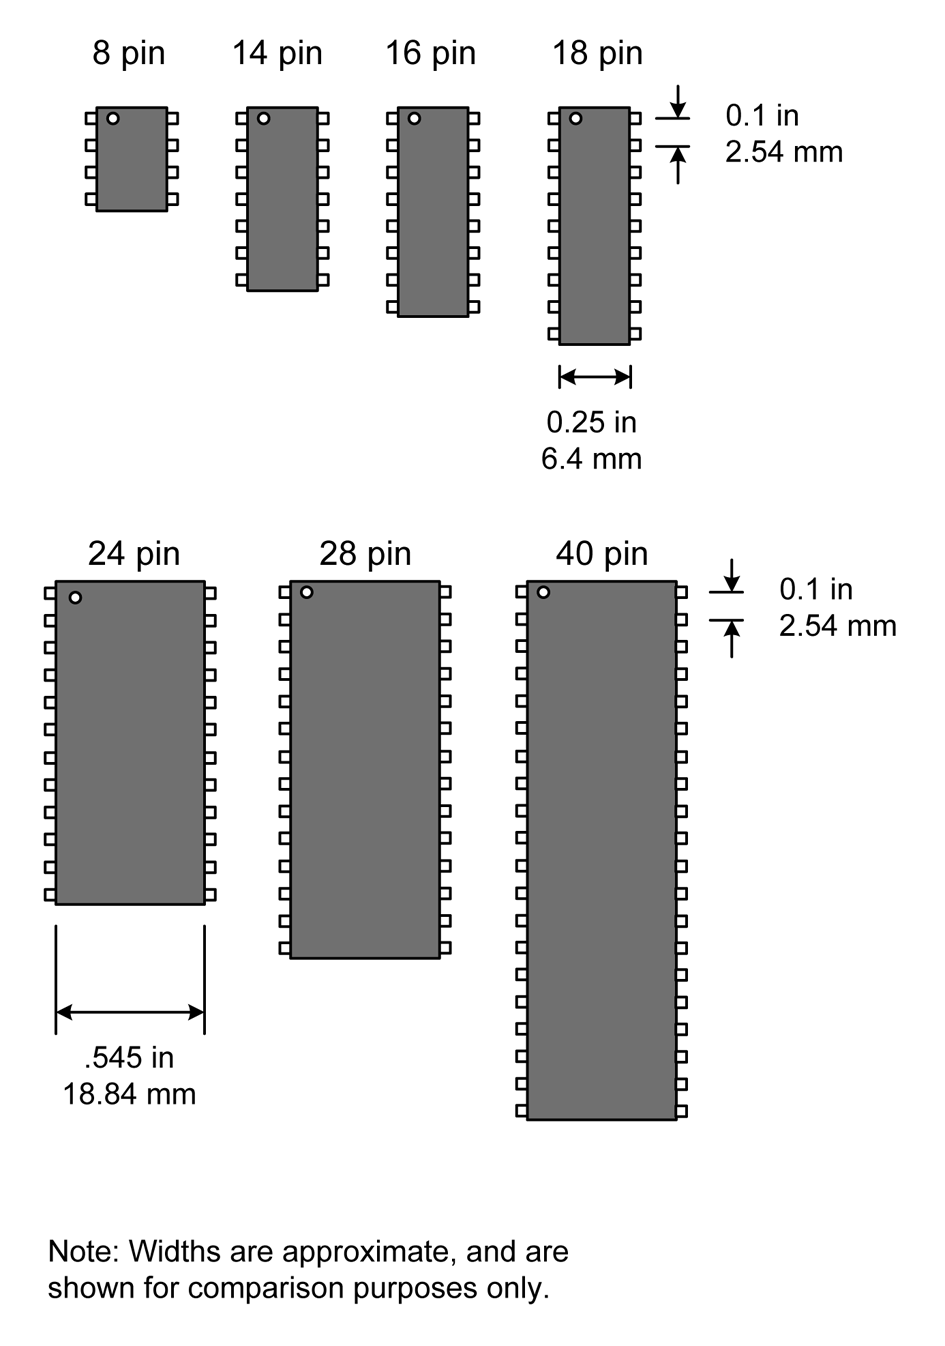 8 pin
14 pin
16 pin
18 pin
0.1 in
2.54 mm
0.25 in
6.4 mm
24 pin
28 pin
40 pin
0.1 in
2.54 mm
.545 in
18.84 mm
Note: Widths are approximate, and are
shown for comparison purposes only.